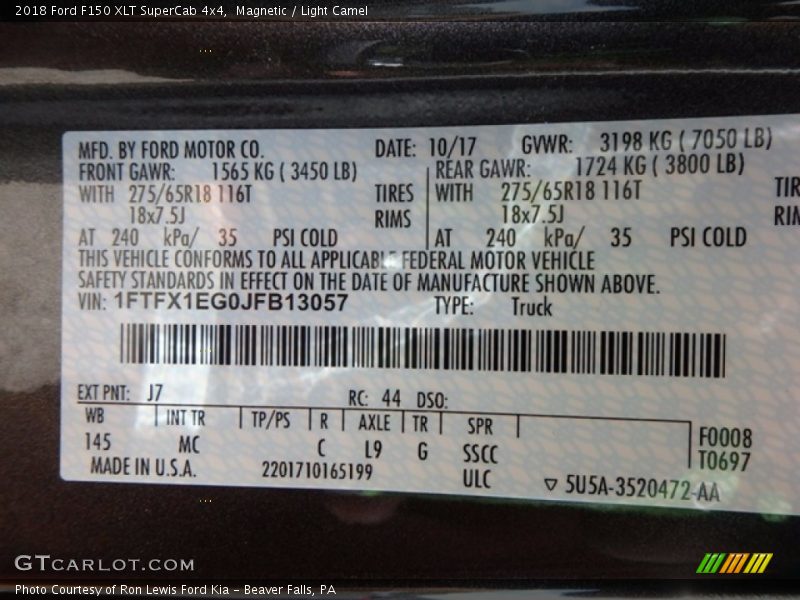 2018 Ford F150 XLT SuperCab 4x4, Magnetic / Light Camel
MFD. BY FORD MOTOR CO. DATE: 10/17 GVWR: 3198 KG ( 7050 LB)
FRONT GAWR: 1565 KG ( 3450 LB) REAR GAWR: 1724 KG ( 3800 LB)
WITH 275/65R18 116T TIRES WITH 275/65R18 116T TIR
18x7.5J RIMS 18x7.5J RIM
AT 240 kPa/ 35 PSI COLD AT 240 kPa/ 35 PSI COLD
THIS VEHICLE CONFORMS TO ALL APPLICABLE FEDERAL MOTOR VEHICLE
SAFETY STANDARDS IN EFFECT ON THE DATE OF MANUFACTURE SHOWN ABOVE.
VIN: 1FTFX1EG0JFB13057 TYPE: Truck
EXT PNT: J7 RC: 44 DSO:
WB INT TR TP/PS R AXLE TR SPR F0008
145 MC C L9 G SSCC T0697
MADE IN U.S.A. 2201710165199 ULC ▽ 5U5A-3520472-AA
GTCARLOT.COM
Photo Courtesy of Ron Lewis Ford Kia – Beaver Falls, PA